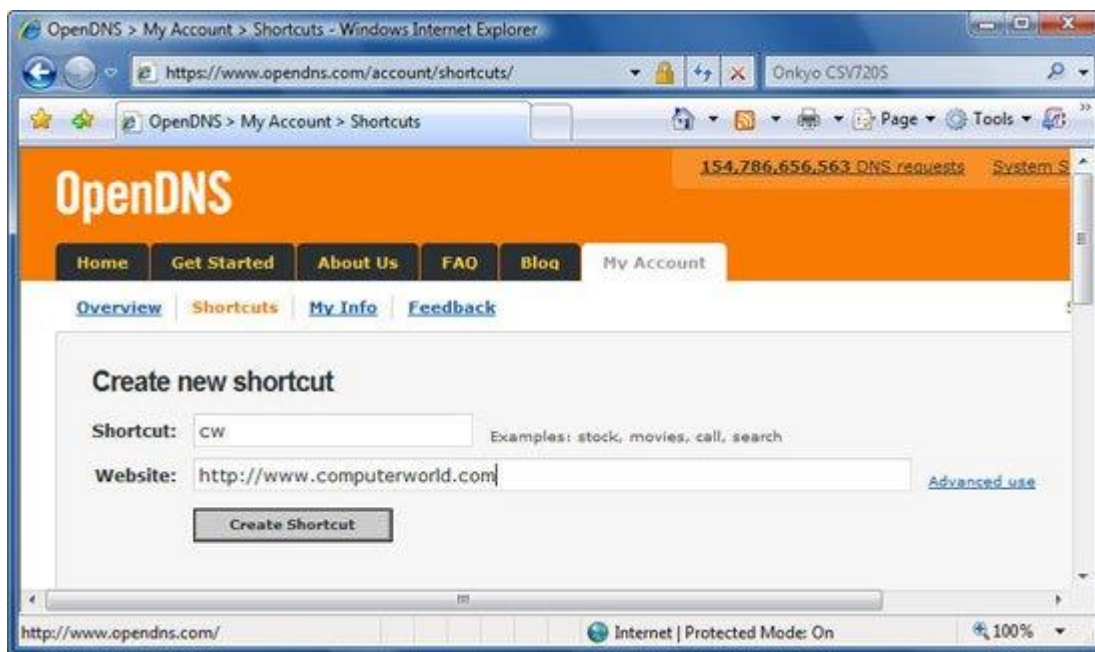 OpenDNS > My Account > Shortcuts - Windows Internet Explorer
https://www.opendns.com/account/shortcuts/ Onkyo CSV720S
OpenDNS > My Account > Shortcuts Page Tools
154,786,656,563 DNS requests System S
OpenDNS
Home Get Started About Us FAQ Blog My Account
Overview Shortcuts My Info Feedback
Create new shortcut
Shortcut: cw Examples: stock, movies, call, search
Website: http://www.computerworld.com Advanced use
Create Shortcut
http://www.opendns.com/ Internet | Protected Mode: On 100%